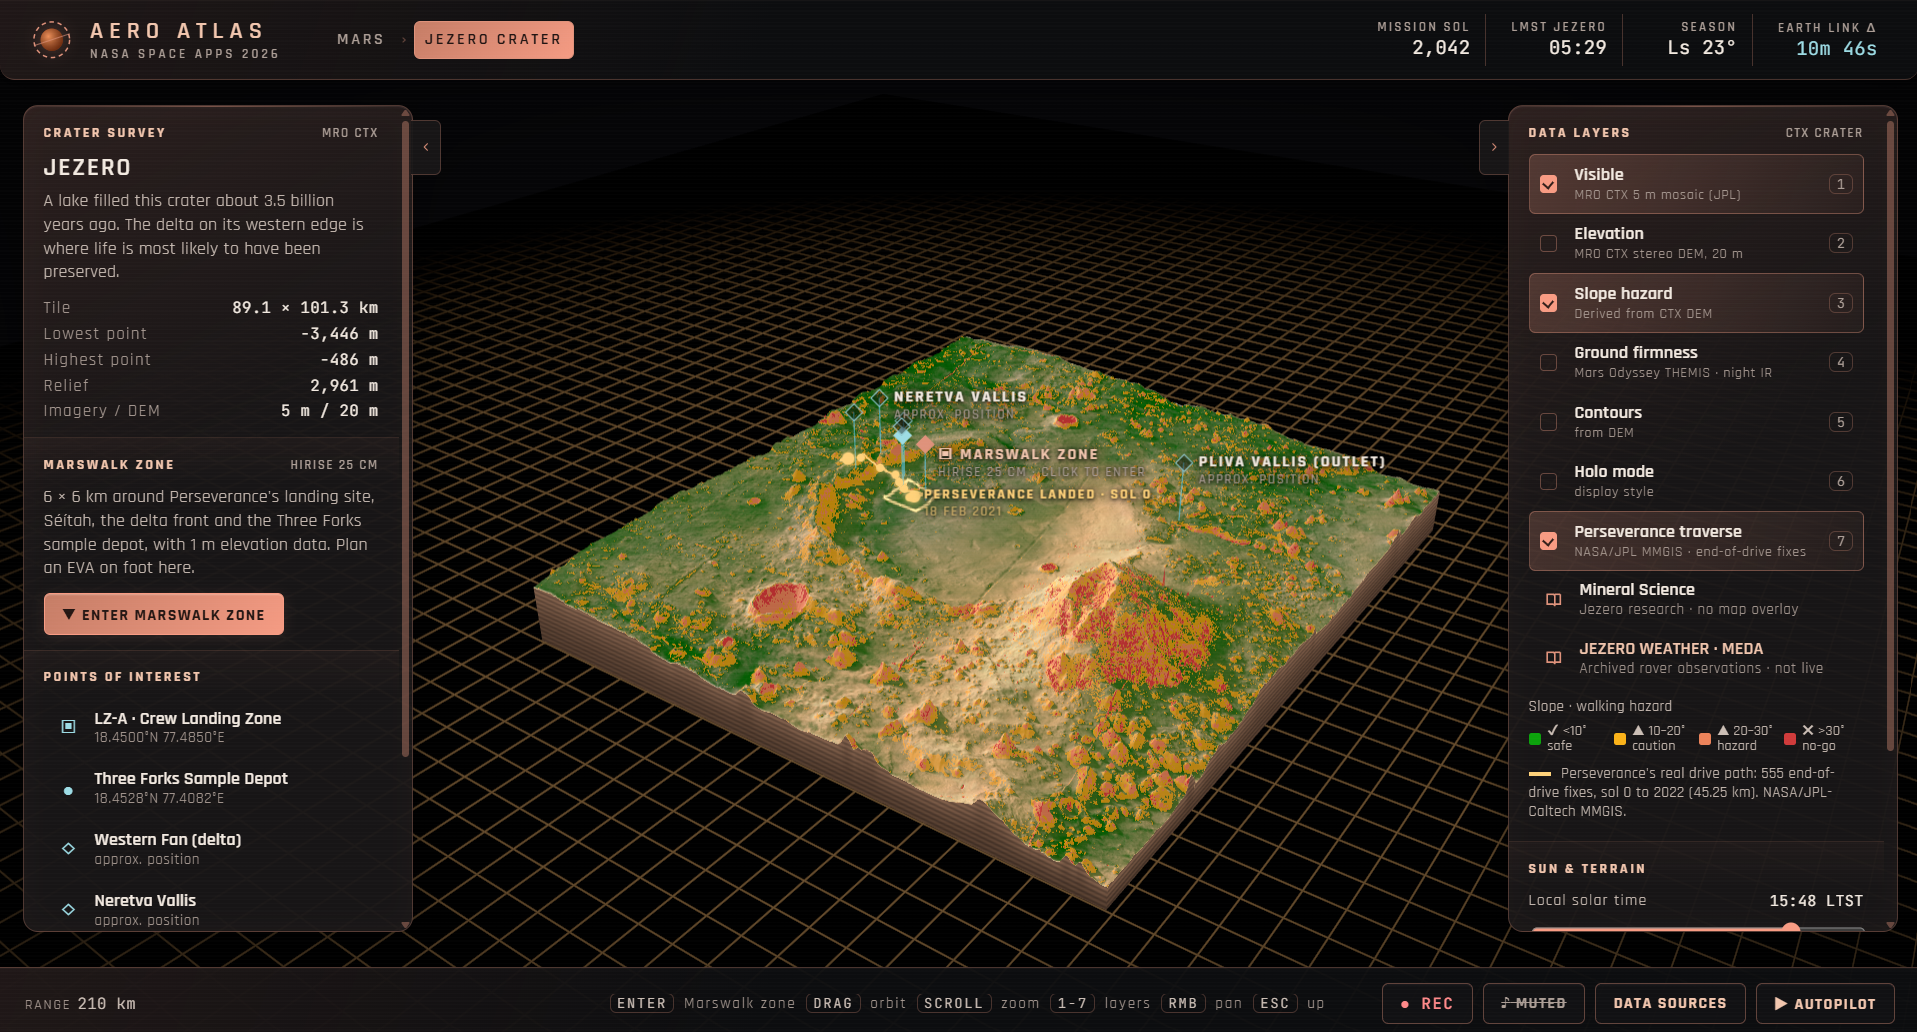 AERO ATLAS
NASA SPACE APPS 2026
MARS › JEZERO CRATER
MISSION SOL
2,042
LMST JEZERO
05:29
SEASON
Ls 23°
EARTH LINK Δ
10m 46s
CRATER SURVEY
MRO CTX
JEZERO
A lake filled this crater about 3.5 billion
years ago. The delta on its western edge is
where life is most likely to have been
preserved.
Tile 89.1 × 101.3 km
Lowest point -3,446 m
Highest point -486 m
Relief 2,961 m
Imagery / DEM 5 m / 20 m
MARSWALK ZONE
HIRISE 25 CM
6 × 6 km around Perseverance's landing site,
Séítah, the delta front and the Three Forks
sample depot, with 1 m elevation data. Plan
an EVA on foot here.
▼ ENTER MARSWALK ZONE
POINTS OF INTEREST
LZ-A · Crew Landing Zone
18.4500°N 77.4850°E
Three Forks Sample Depot
18.4528°N 77.4082°E
Western Fan (delta)
approx. position
Neretva Vallis
approx. position
NERETVA VALLIS
APPROX. POSITION
MARSWALK ZONE
HIRISE 25 CM · CLICK TO ENTER
PERSEVERANCE LANDED · SOL 0
18 FEB 2021
PLIVA VALLIS (OUTLET)
APPROX. POSITION
DATA LAYERS
CTX CRATER
Visible
MRO CTX 5 m mosaic (JPL)
1
Elevation
MRO CTX stereo DEM, 20 m
2
Slope hazard
Derived from CTX DEM
3
Ground firmness
Mars Odyssey THEMIS · night IR
4
Contours
from DEM
5
Holo mode
display style
6
Perseverance traverse
NASA/JPL MMGIS · end-of-drive fixes
7
Mineral Science
Jezero research · no map overlay
JEZERO WEATHER · MEDA
Archived rover observations · not live
Slope · walking hazard
✓ <10° safe
▲ 10–20° caution
▲ 20–30° hazard
✕ >30° no-go
Perseverance's real drive path: 555 end-of-
drive fixes, sol 0 to 2022 (45.25 km). NASA/JPL-
Caltech MMGIS.
SUN & TERRAIN
Local solar time 15:48 LTST
RANGE 210 km
ENTER Marswalk zone DRAG orbit SCROLL zoom 1-7 layers RMB pan ESC up
● REC
♪ MUTED
DATA SOURCES
▶ AUTOPILOT